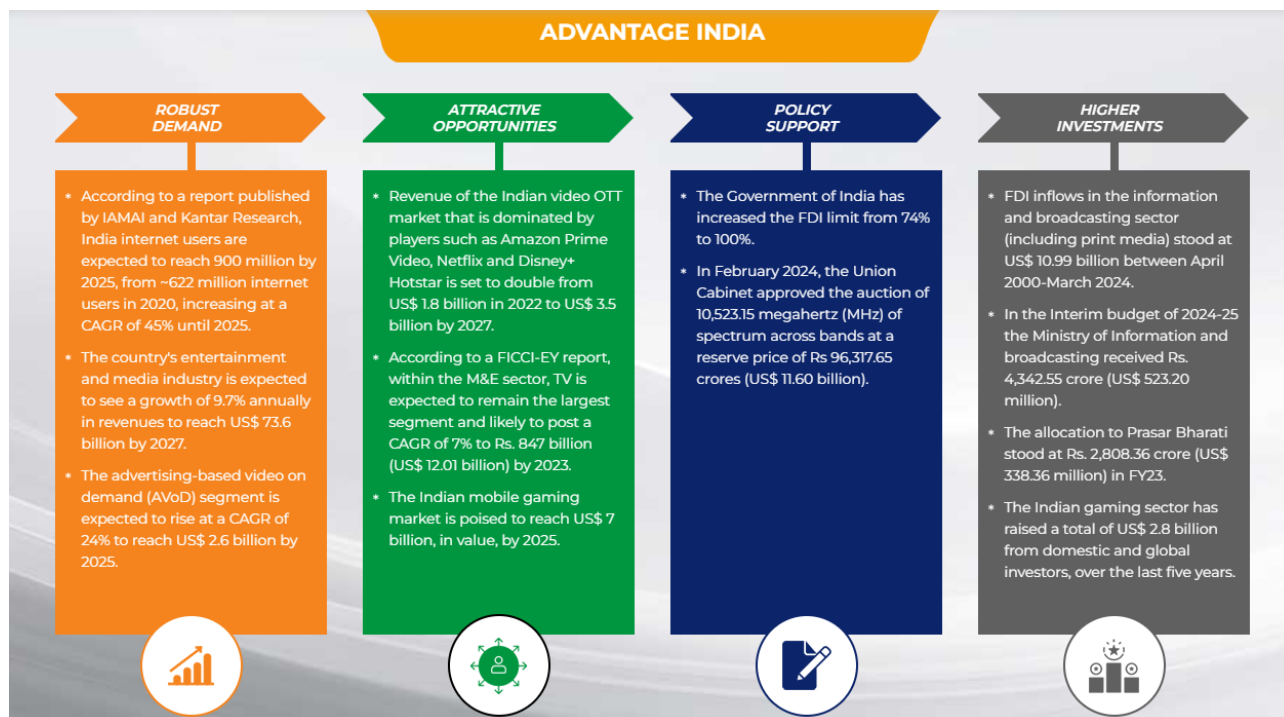 ADVANTAGE INDIA
ROBUST
DEMAND
* According to a report published
by IAMAI and Kantar Research,
India internet users are
expected to reach 900 million by
2025, from ~622 million internet
users in 2020, increasing at a
CAGR of 45% until 2025.
* The country's entertainment
and media industry is expected
to see a growth of 9.7% annually
in revenues to reach US$ 73.6
billion by 2027.
* The advertising-based video on
demand (AVoD) segment is
expected to rise at a CAGR of
24% to reach US$ 2.6 billion by
2025.
ATTRACTIVE
OPPORTUNITIES
* Revenue of the Indian video OTT
market that is dominated by
players such as Amazon Prime
Video, Netflix and Disney+
Hotstar is set to double from
US$ 1.8 billion in 2022 to US$ 3.5
billion by 2027.
* According to a FICCI-EY report,
within the M&E sector, TV is
expected to remain the largest
segment and likely to post a
CAGR of 7% to Rs. 847 billion
(US$ 12.01 billion) by 2023.
* The Indian mobile gaming
market is poised to reach US$ 7
billion, in value, by 2025.
POLICY
SUPPORT
* The Government of India has
increased the FDI limit from 74%
to 100%.
* In February 2024, the Union
Cabinet approved the auction of
10,523.15 megahertz (MHz) of
spectrum across bands at a
reserve price of Rs 96,317.65
crores (US$ 11.60 billion).
HIGHER
INVESTMENTS
* FDI inflows in the information
and broadcasting sector
(including print media) stood at
US$ 10.99 billion between April
2000-March 2024.
* In the Interim budget of 2024-25
the Ministry of Information and
broadcasting received Rs.
4,342.55 crore (US$ 523.20
million).
* The allocation to Prasar Bharati
stood at Rs. 2,808.36 crore (US$
338.36 million) in FY23.
* The Indian gaming sector has
raised a total of US$ 2.8 billion
from domestic and global
investors, over the last five years.